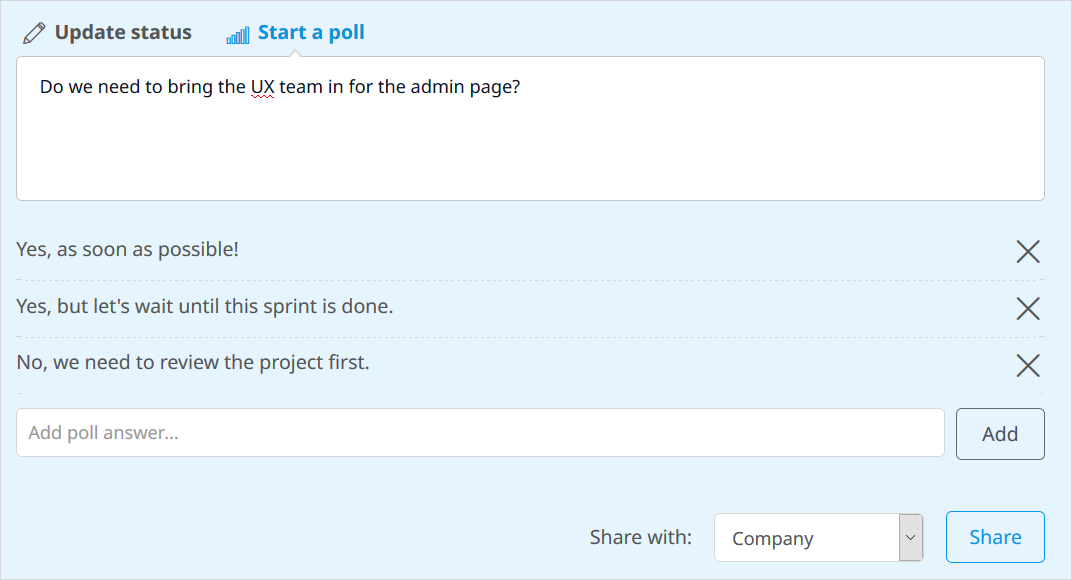 Update status Start a poll
Do we need to bring the UX team in for the admin page?
Yes, as soon as possible!
Yes, but let's wait until this sprint is done.
No, we need to review the project first.
Add poll answer... Add
Share with: Company Share